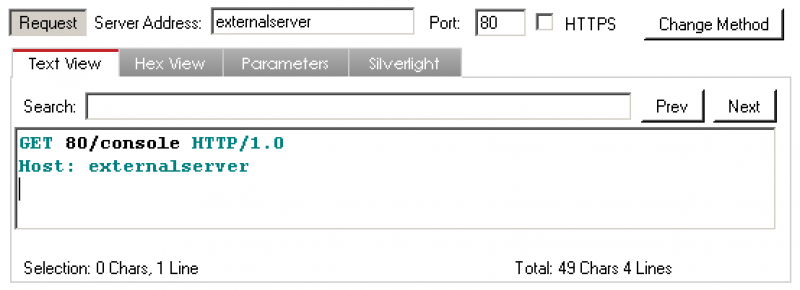 Request Server Address: externalserver Port: 80 HTTPS Change Method
Text View Hex View Parameters Silverlight
Search: Prev Next
GET 80/console HTTP/1.0
Host: externalserver
Selection: 0 Chars, 1 Line Total: 49 Chars 4 Lines